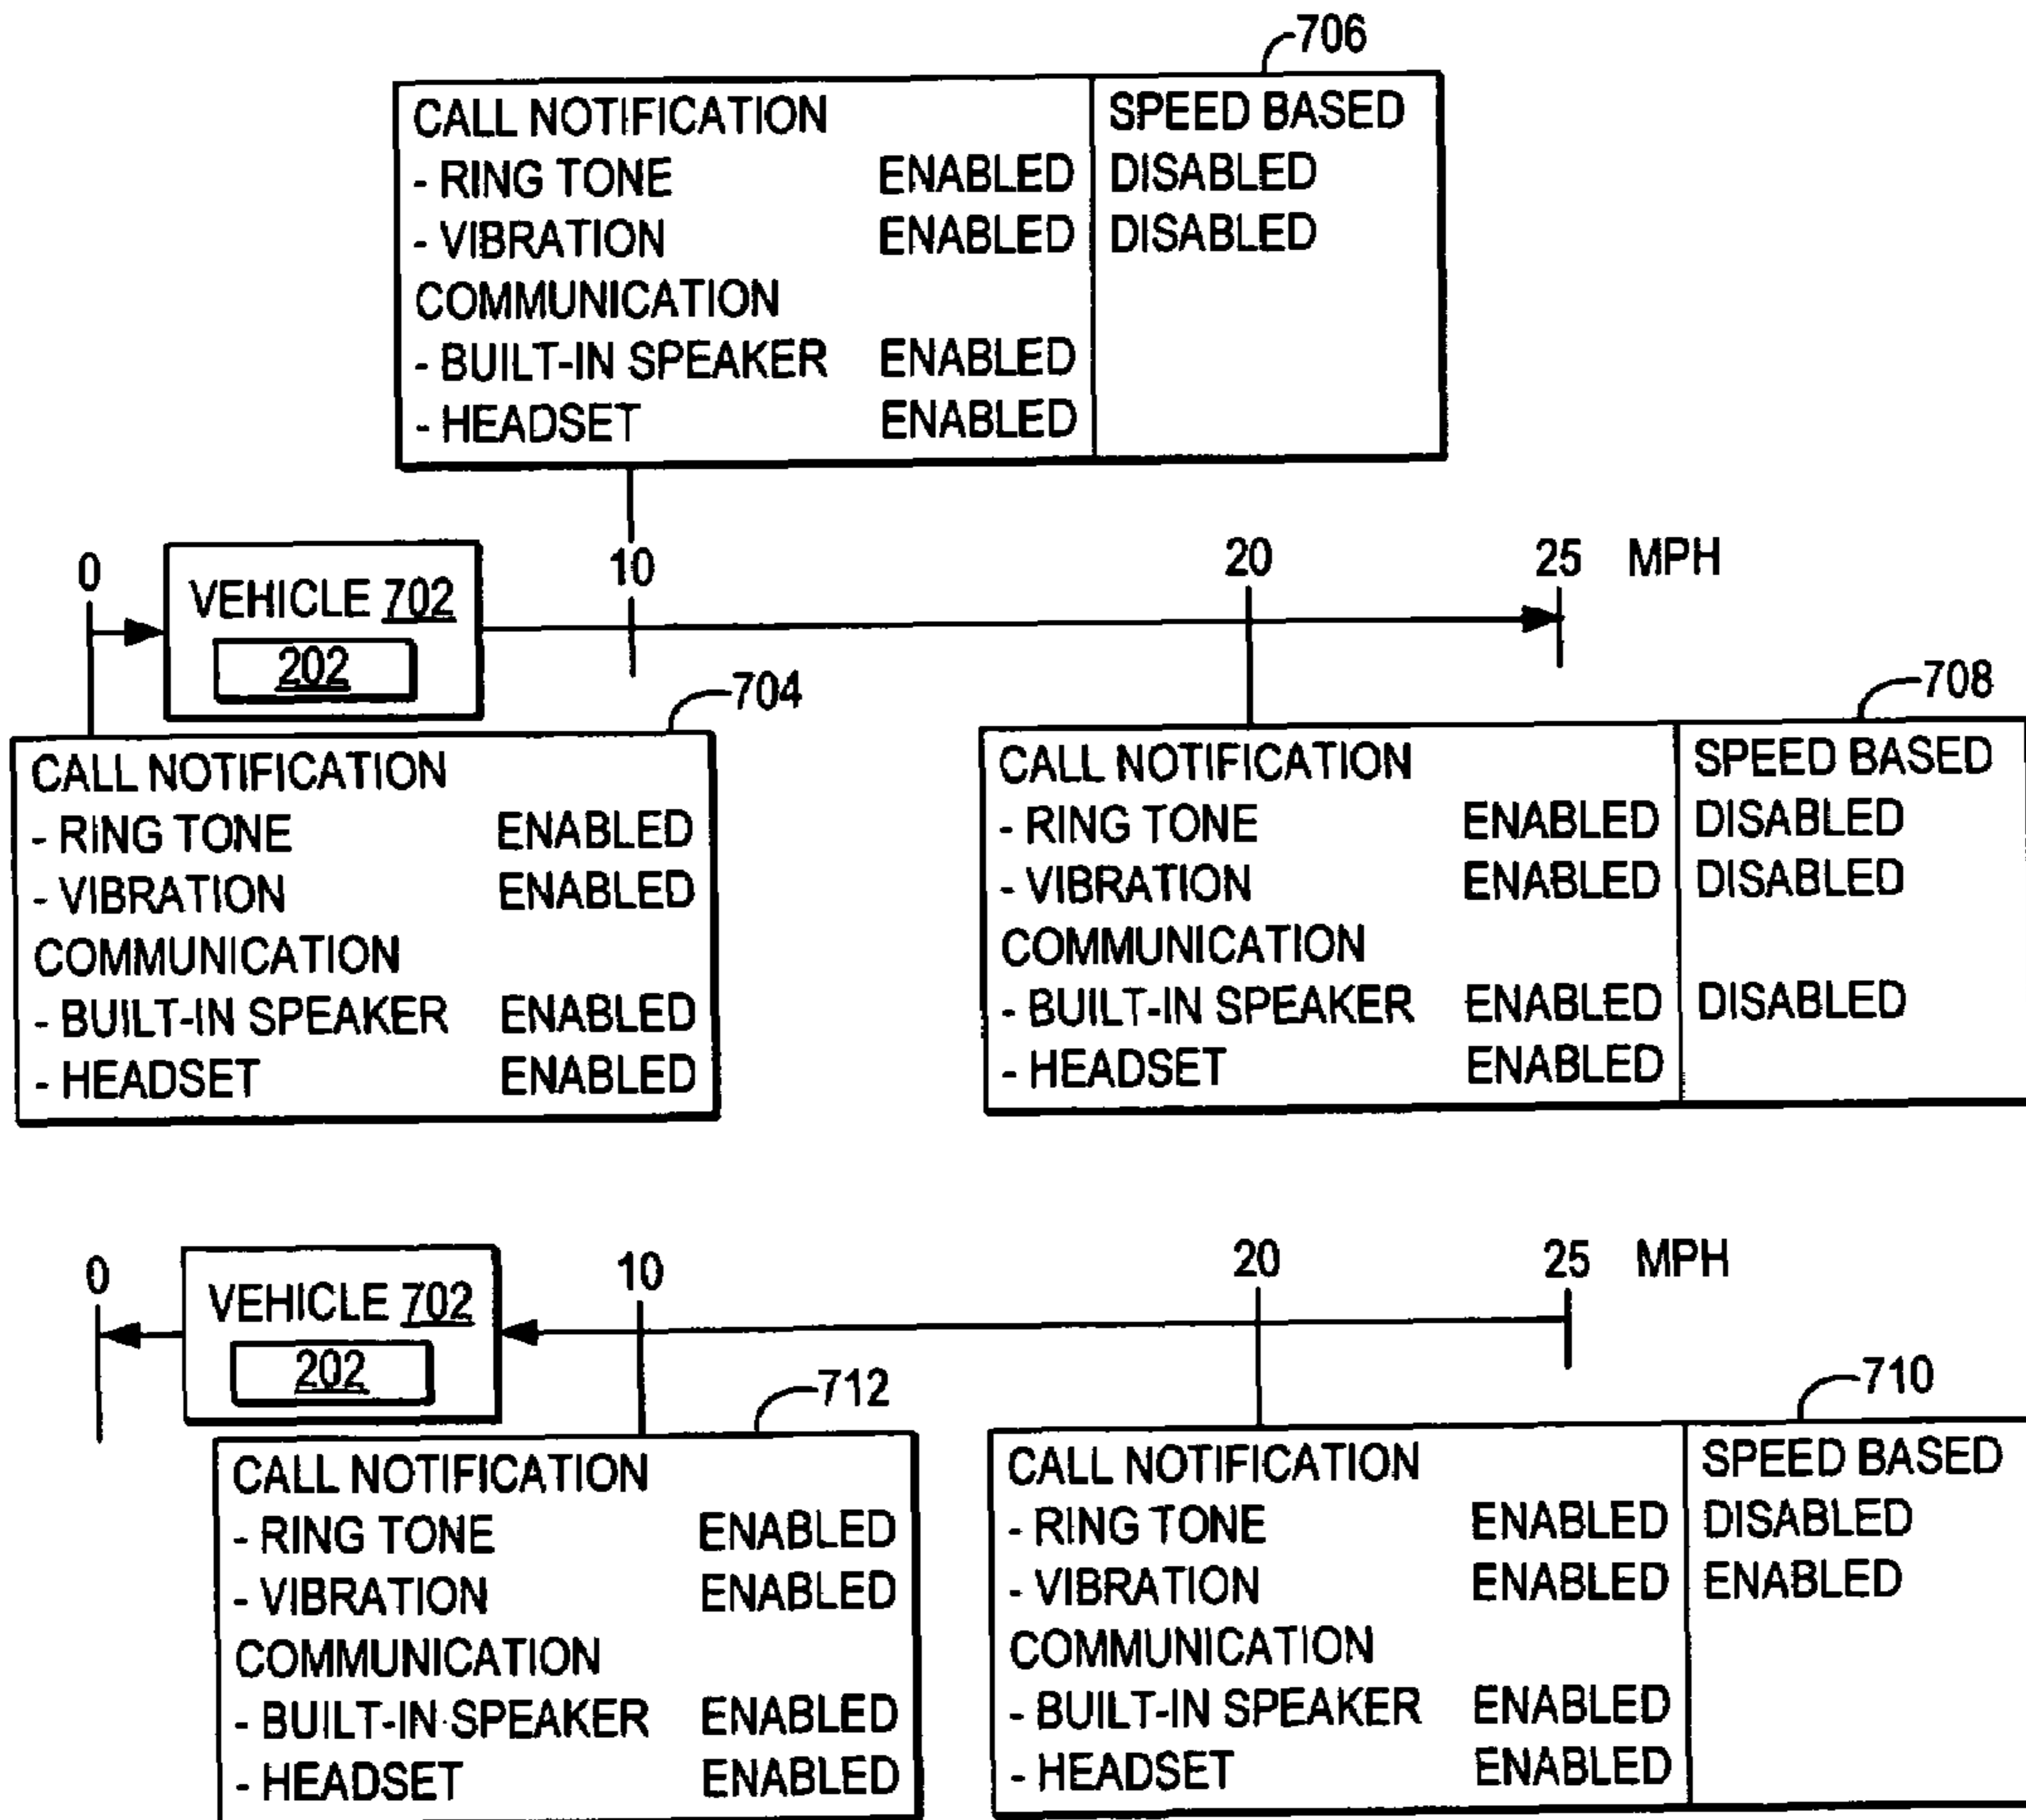 706
CALL NOTIFICATION SPEED BASED
- RING TONE ENABLED DISABLED
- VIBRATION ENABLED DISABLED
COMMUNICATION
- BUILT-IN SPEAKER ENABLED
- HEADSET ENABLED
0 10 20 25 MPH
VEHICLE 702
202
704
CALL NOTIFICATION
- RING TONE ENABLED
- VIBRATION ENABLED
COMMUNICATION
- BUILT-IN SPEAKER ENABLED
- HEADSET ENABLED
708
CALL NOTIFICATION SPEED BASED
- RING TONE ENABLED DISABLED
- VIBRATION ENABLED DISABLED
COMMUNICATION
- BUILT-IN SPEAKER ENABLED DISABLED
- HEADSET ENABLED
0 10 20 25 MPH
VEHICLE 702
202
712
CALL NOTIFICATION
- RING TONE ENABLED
- VIBRATION ENABLED
COMMUNICATION
- BUILT-IN SPEAKER ENABLED
- HEADSET ENABLED
710
CALL NOTIFICATION SPEED BASED
- RING TONE ENABLED DISABLED
- VIBRATION ENABLED ENABLED
COMMUNICATION
- BUILT-IN SPEAKER ENABLED
- HEADSET ENABLED